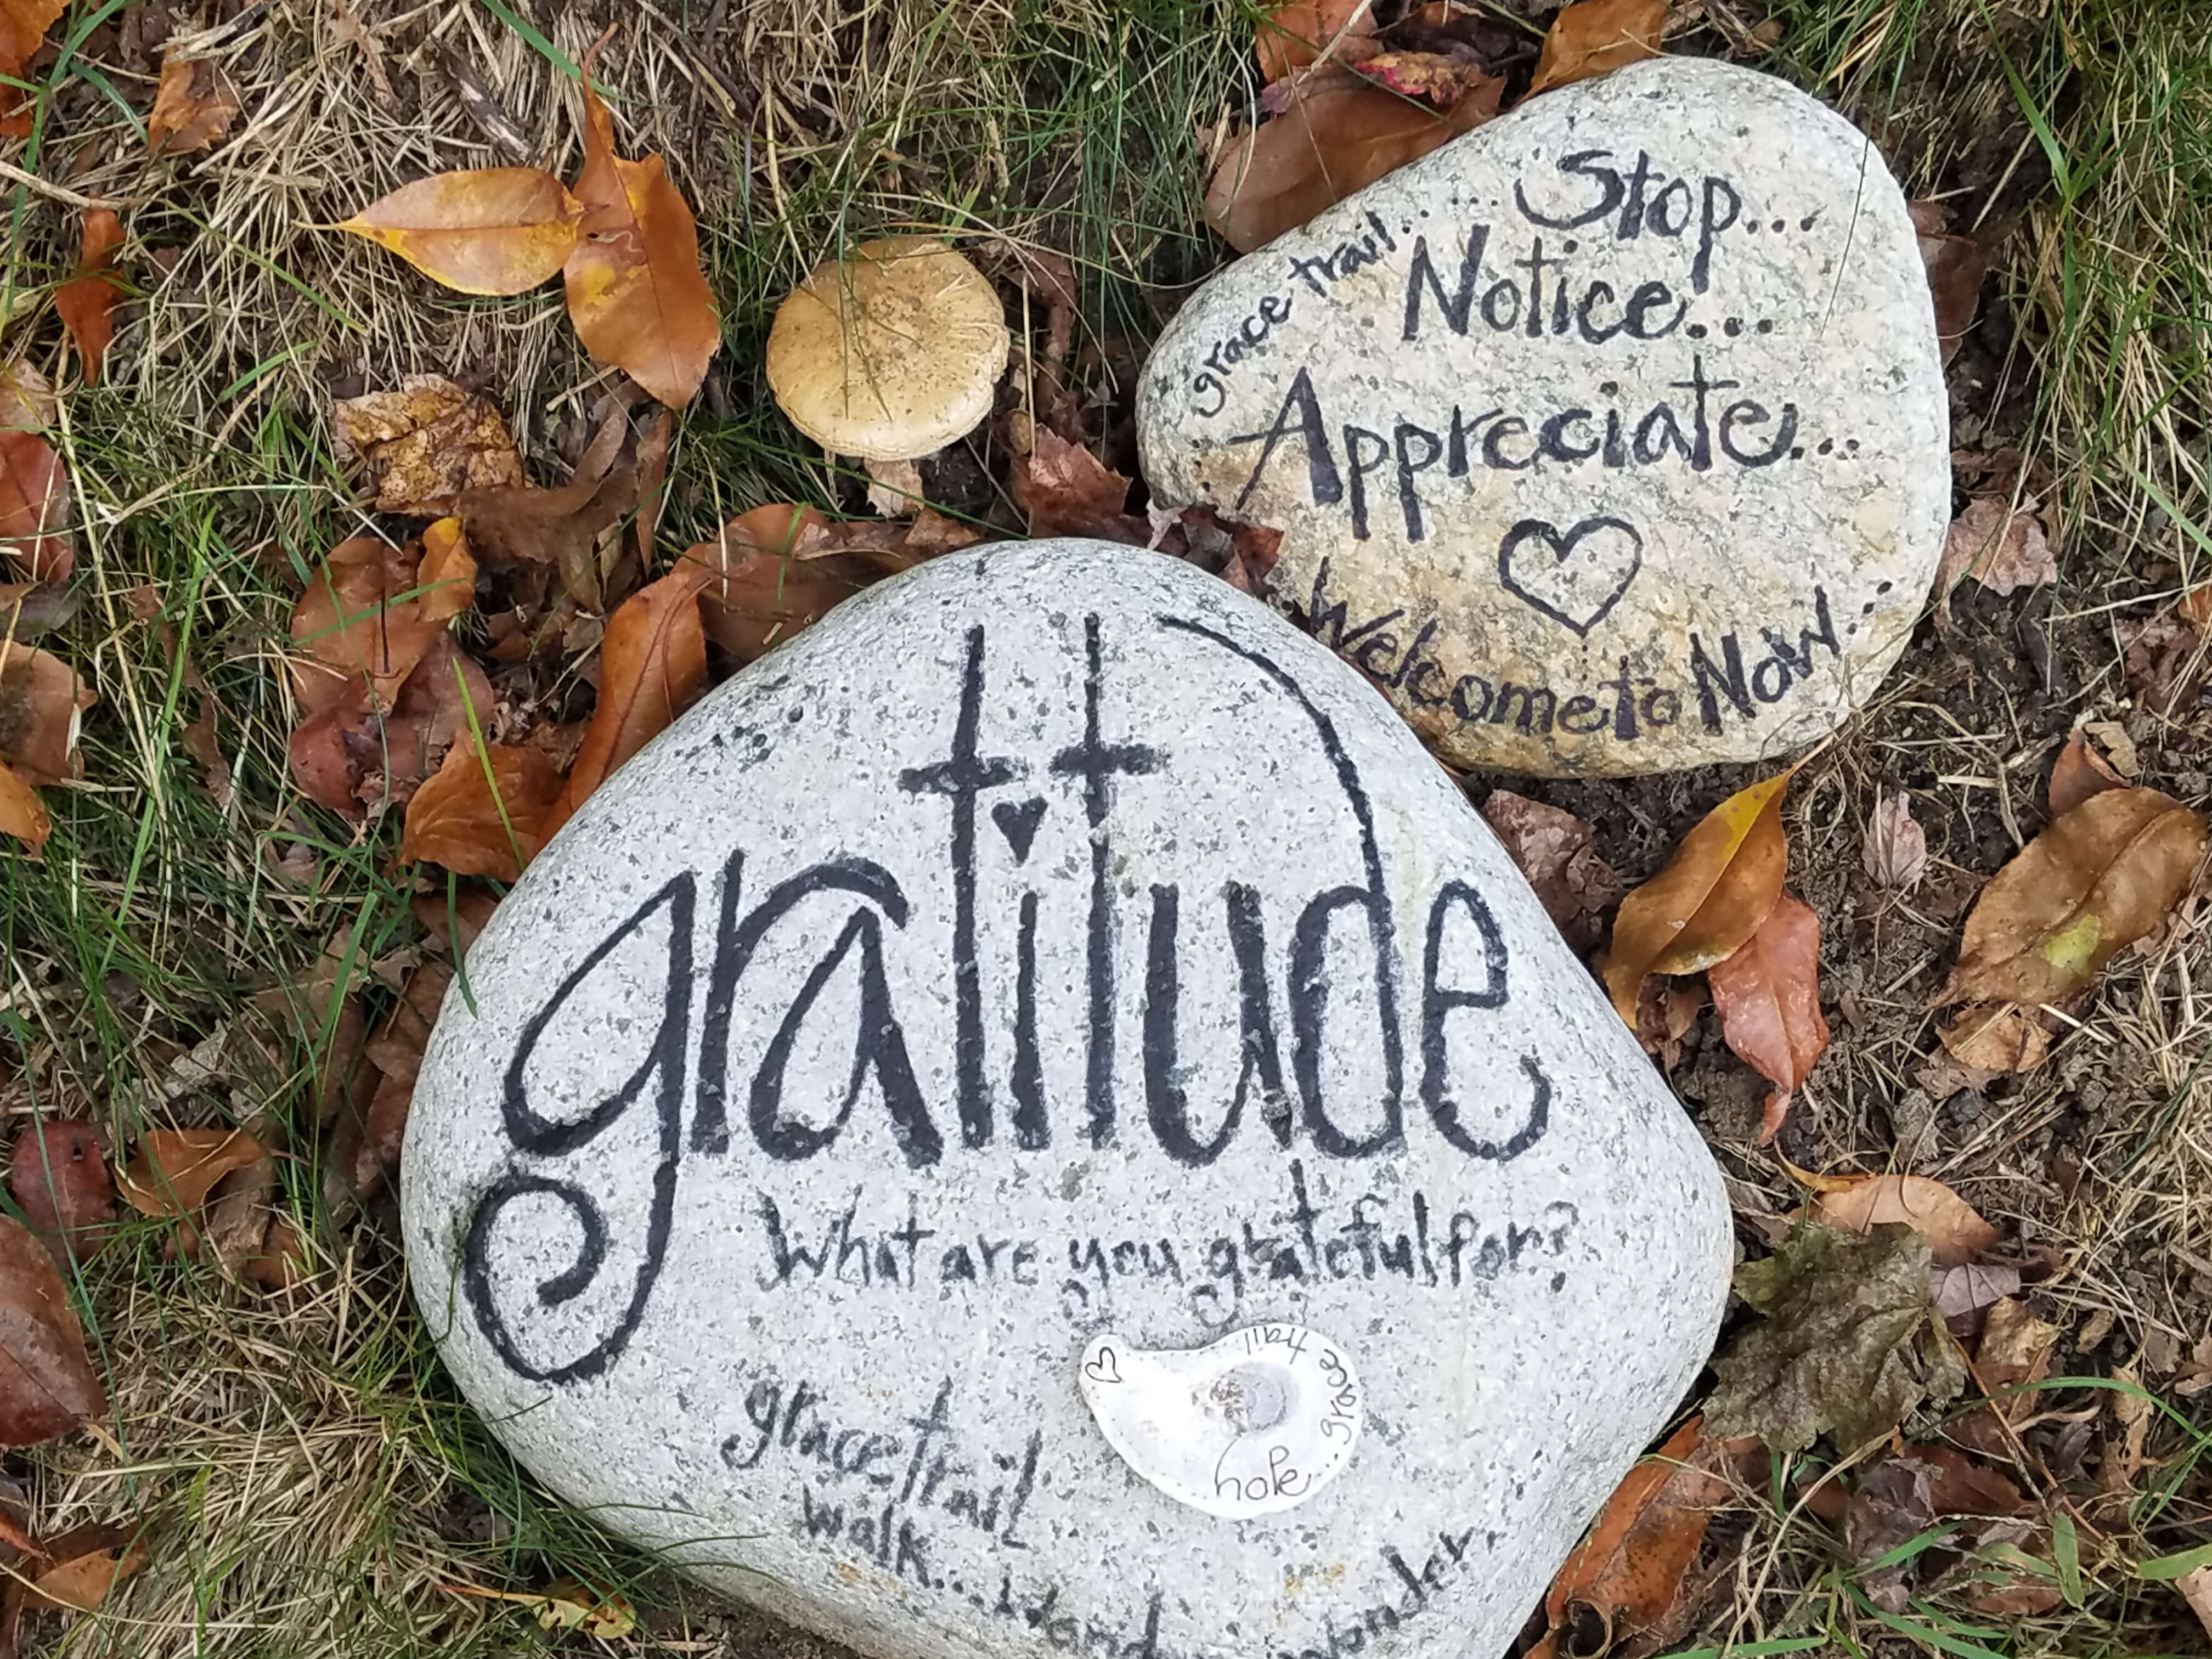 grace trail.....
Stop...
Notice...
Appreciate...
Welcome to Now...
gratitude
What are you grateful for?
grace trail
hope...
grace trail
walk...